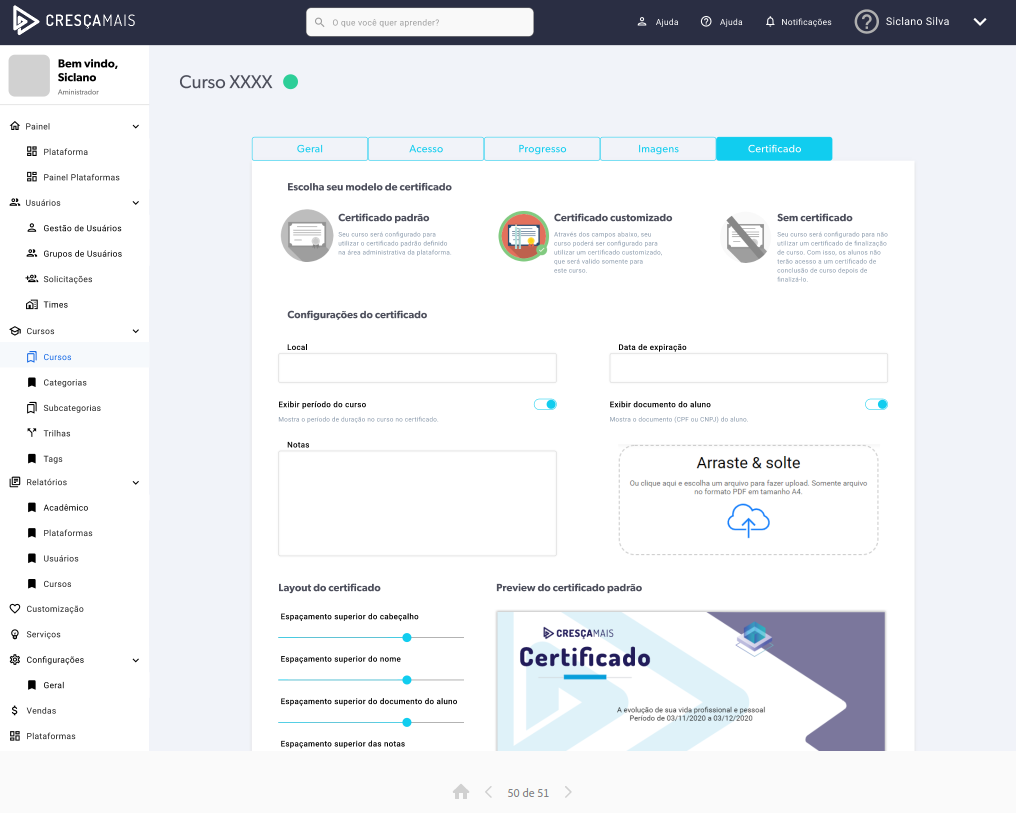 CRESÇAMAIS
O que você quer aprender?
Ajuda
Ajuda
Notificações
Siclano Silva
Bem vindo,
Siclano
Aministrador
Painel
Plataforma
Painel Plataformas
Usuários
Gestão de Usuários
Grupos de Usuários
Solicitações
Times
Cursos
Cursos
Categorias
Subcategorias
Trilhas
Tags
Relatórios
Acadêmico
Plataformas
Usuários
Cursos
Customização
Serviços
Configurações
Geral
Vendas
Plataformas
Curso XXXX
Geral
Acesso
Progresso
Imagens
Certificado
Escolha seu modelo de certificado
Certificado padrão
Seu curso será configurado para
utilizar o certificado padrão definido
na área administrativa da plataforma.
Certificado customizado
Através dos campos abaixo, seu
curso poderá ser configurado para
utilizar um certificado customizado,
que será valido somente para
este curso.
Sem certificado
Seu curso será configurado para não
utilizar um certificado de finalização
de curso. Com isso, os alunos não
terão acesso a um certificado de
conclusão de curso depois de
finalizá-lo.
Configurações do certificado
Local
Data de expiração
Exibir período do curso
Mostra o período de duração no curso no certificado.
Exibir documento do aluno
Mostra o documento (CPF ou CNPJ) do aluno.
Notas
Arraste & solte
Ou clique aqui e escolha um arquivo para fazer upload. Somente arquivo
no formato PDF em tamanho A4.
Layout do certificado
Espaçamento superior do cabeçalho
Espaçamento superior do nome
Espaçamento superior do documento do aluno
Espaçamento superior das notas
Preview do certificado padrão
CRESÇAMAIS
Certificado
A evolução de sua vida profissional e pessoal
Período de 03/11/2020 a 03/12/2020
50 de 51